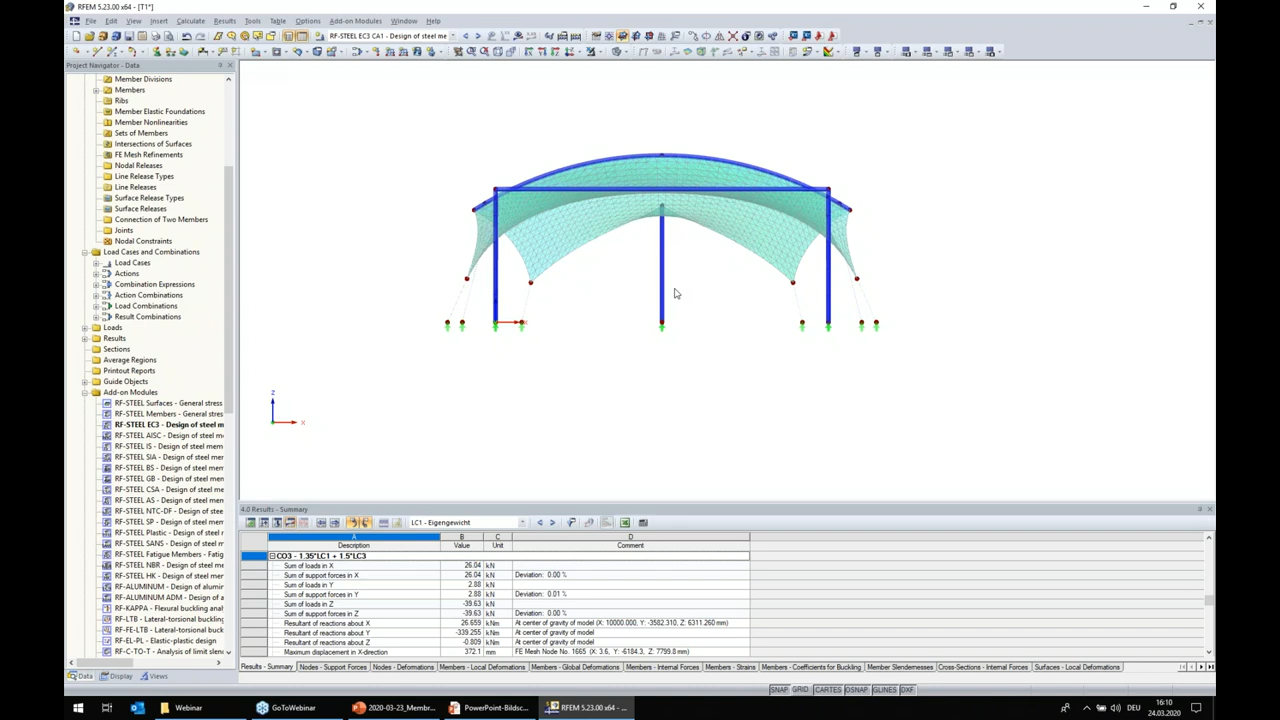 RFEM 5.23.00 x64 - [T1*]
File Edit View Insert Calculate Results Tools Table Options Add-on Modules Window Help
RF-STEEL EC3 CA1 - Design of steel me
Project Navigator - Data
Member Divisions
Members
Ribs
Member Elastic Foundations
Member Nonlinearities
Sets of Members
Intersections of Surfaces
FE Mesh Refinements
Nodal Releases
Line Release Types
Line Releases
Surface Release Types
Surface Releases
Connection of Two Members
Joints
Nodal Constraints
Load Cases and Combinations
Load Cases
Actions
Combination Expressions
Action Combinations
Load Combinations
Result Combinations
Loads
Results
Sections
Average Regions
Printout Reports
Guide Objects
Add-on Modules
RF-STEEL Surfaces - General stress
RF-STEEL Members - General stres
RF-STEEL EC3 - Design of steel m
RF-STEEL AISC - Design of steel mem
RF-STEEL IS - Design of steel mem
RF-STEEL SIA - Design of steel mem
RF-STEEL BS - Design of steel mem
RF-STEEL GB - Design of steel mem
RF-STEEL CSA - Design of steel mem
RF-STEEL AS - Design of steel mem
RF-STEEL NTC-DF - Design of steel
RF-STEEL SP - Design of steel mem
RF-STEEL Plastic - Design of steel
RF-STEEL SANS - Design of steel m
RF-STEEL Fatigue Members - Fatig
RF-STEEL NBR - Design of steel me
RF-STEEL HK - Design of steel mem
RF-ALUMINUM - Design of alumin
RF-ALUMINUM ADM - Design of a
RF-KAPPA - Flexural buckling analy
RF-LTB - Lateral-torsional buckling
RF-FE-LTB - Lateral-torsional buck
RF-EL-PL - Elastic-plastic design
RF-C-TO-T - Analysis of limit slend
Data Display Views
Z
X
X
4.0 Results - Summary
LC1 - Eigengewicht
A B C D
Description Value Unit Comment
CO3 - 1.35*LC1 + 1.5*LC3
Sum of loads in X 26.04 kN
Sum of support forces in X 26.04 kN Deviation: 0.00 %
Sum of loads in Y 2.88 kN
Sum of support forces in Y 2.88 kN Deviation: 0.01 %
Sum of loads in Z -39.63 kN
Sum of support forces in Z -39.63 kN Deviation: 0.00 %
Resultant of reactions about X 26.659 kNm At center of gravity of model (X: 10000.000, Y: -3582.310, Z: 6311.260 mm)
Resultant of reactions about Y -339.255 kNm At center of gravity of model
Resultant of reactions about Z -0.809 kNm At center of gravity of model
Maximum displacement in X-direction 372.1 mm FE Mesh Node No. 1665 (X: 3.6, Y: -6184.3, Z: 7799.8 mm)
Results - Summary Nodes - Support Forces Nodes - Deformations Members - Local Deformations Members - Global Deformations Members - Internal Forces Members - Strains Members - Coefficients for Buckling Member Slendernesses Cross-Sections - Internal Forces Surfaces - Local Deformations
SNAP GRID CARTES OSNAP GLINES DXF
Webinar GoToWebinar 2020-03-23_Membr... PowerPoint-Bildsc... RFEM 5.23.00 x64 - ... DEU 16:10
24.03.2020